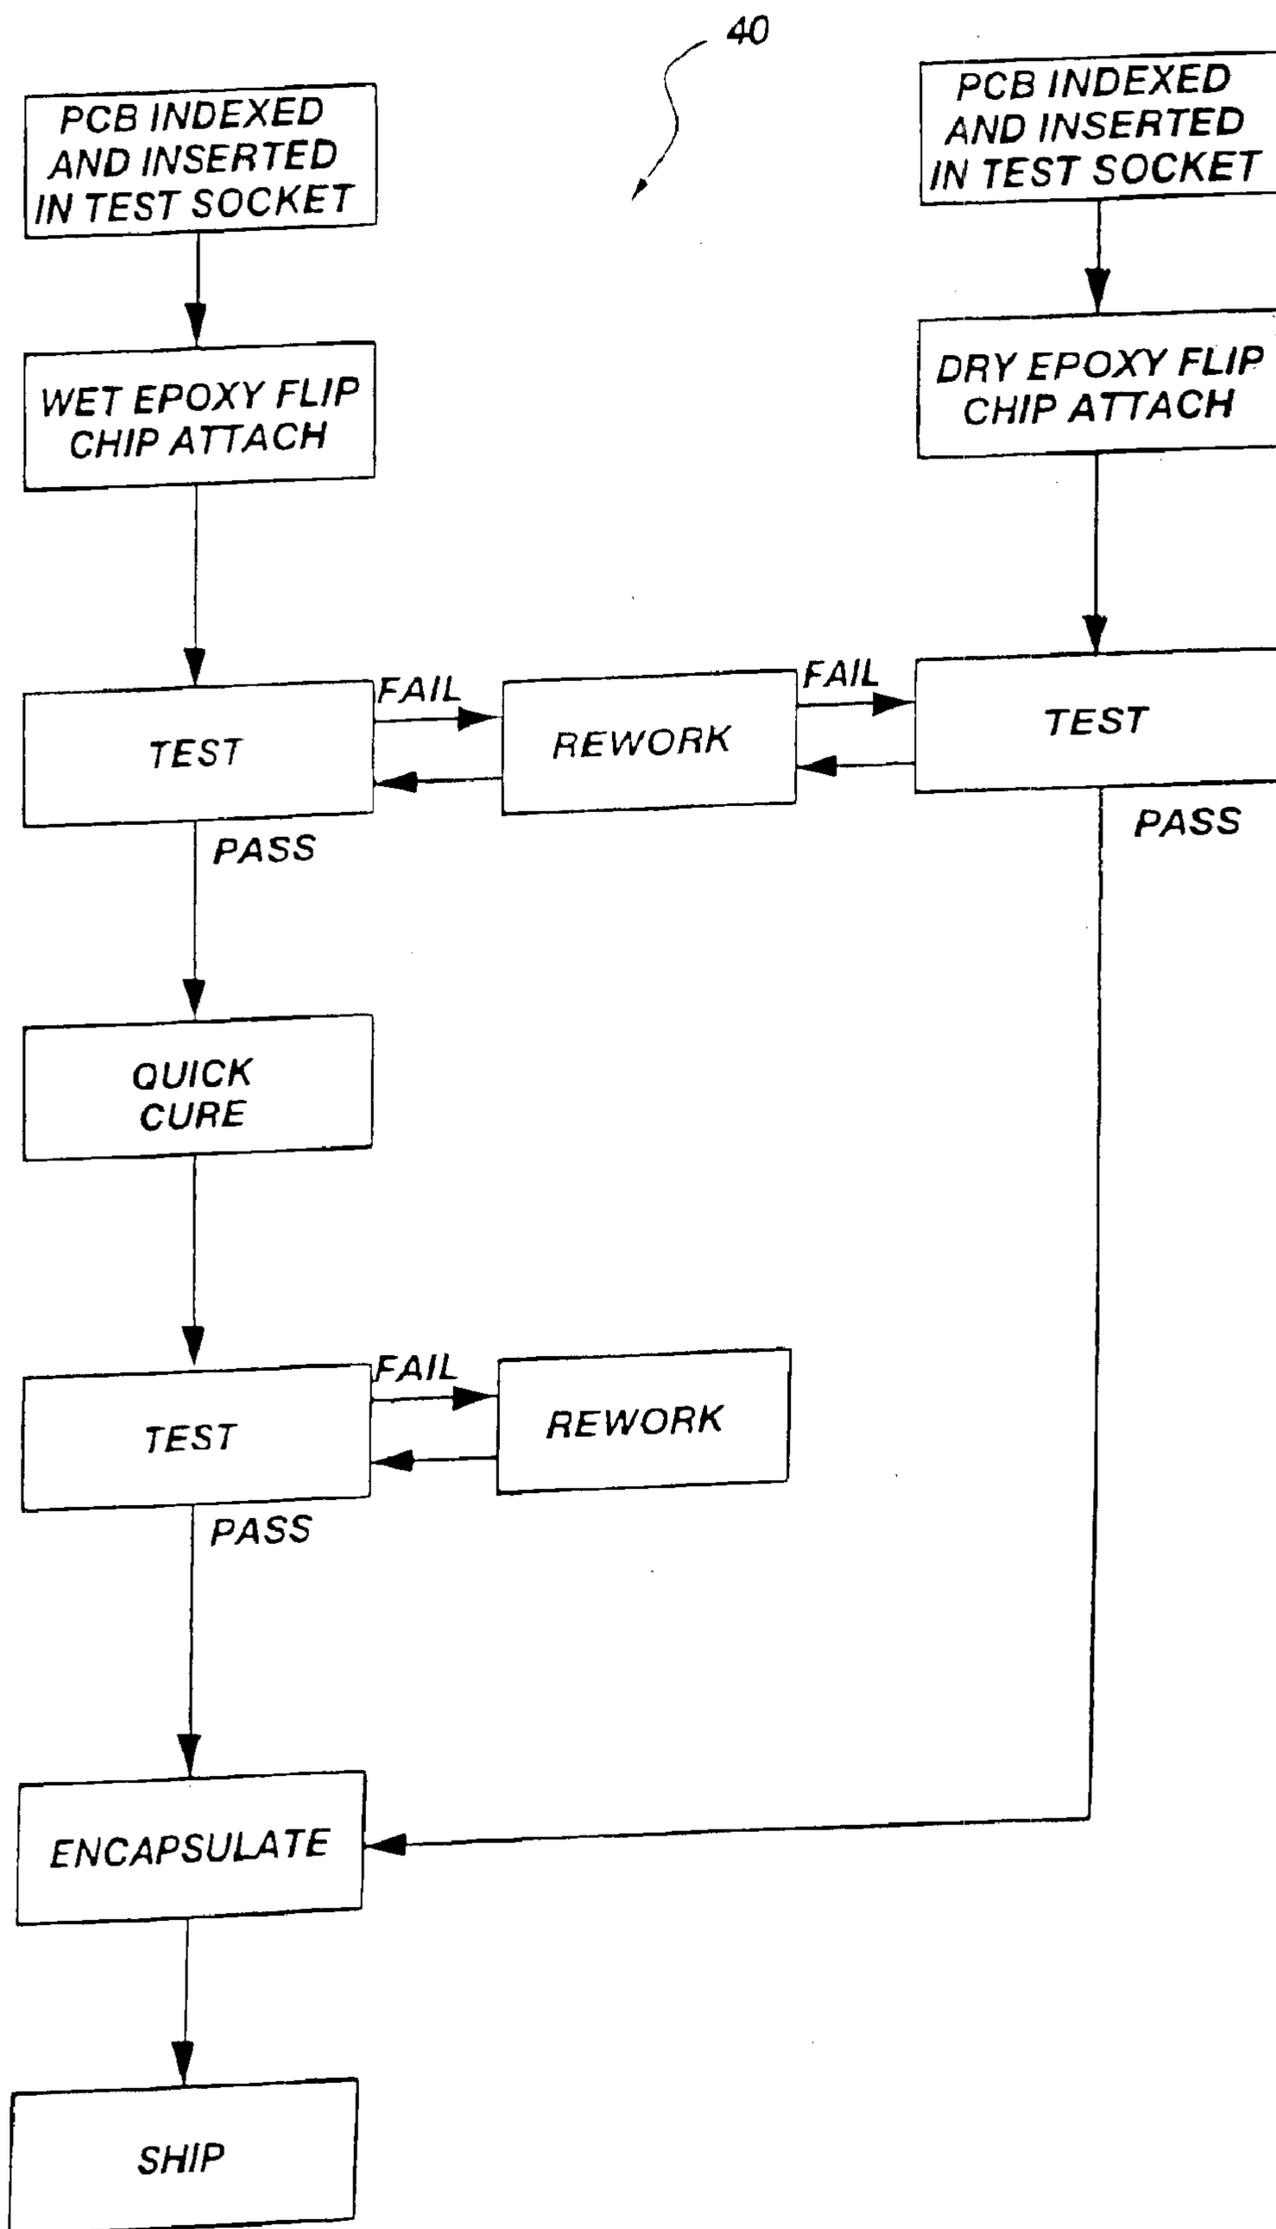 40
PCB INDEXED
AND INSERTED
IN TEST SOCKET
PCB INDEXED
AND INSERTED
IN TEST SOCKET
WET EPOXY FLIP
CHIP ATTACH
DRY EPOXY FLIP
CHIP ATTACH
TEST
FAIL
REWORK
FAIL
TEST
PASS
PASS
QUICK
CURE
TEST
FAIL
REWORK
PASS
ENCAPSULATE
SHIP